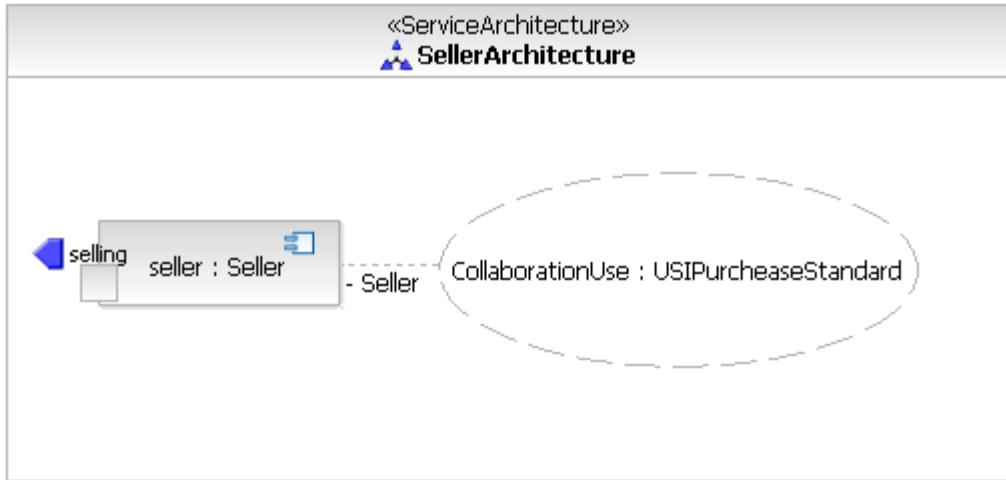 «ServiceArchitecture»
SellerArchitecture
selling
seller : Seller
- Seller
CollaborationUse : USIPurcheaseStandard